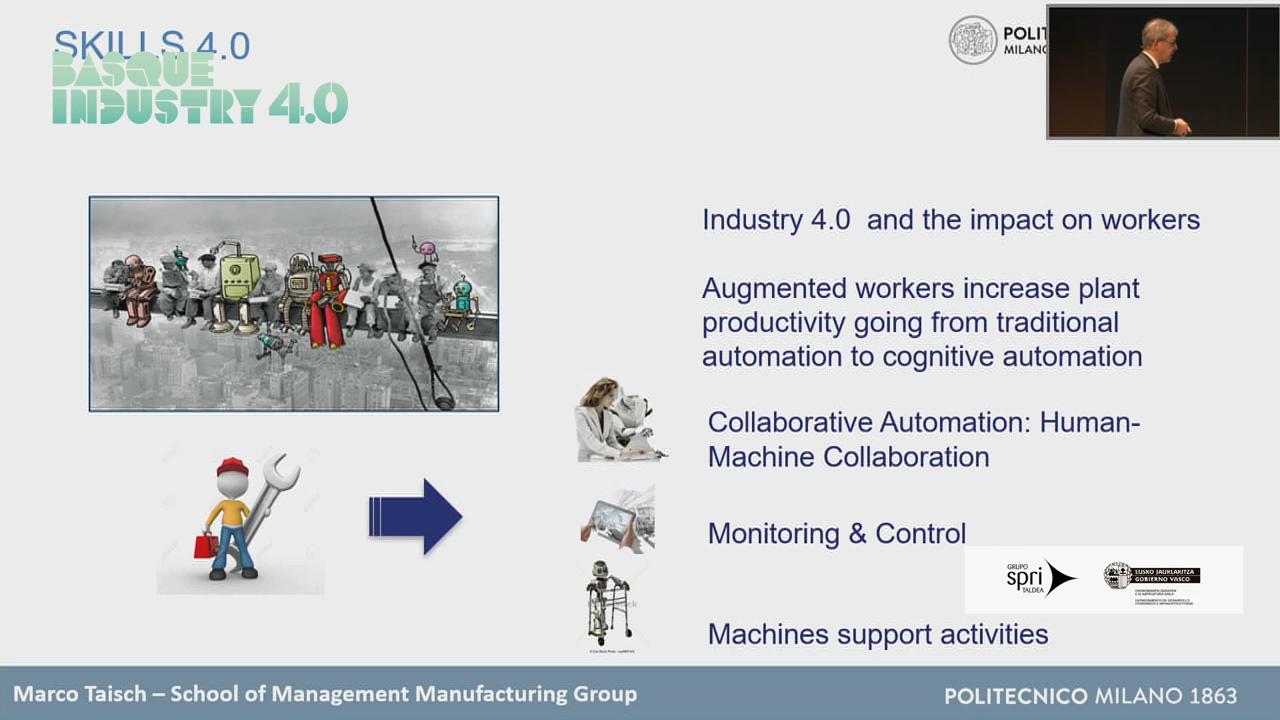 SKILLS 4.0
BASQUE
INDUSTRY 4.0
MILANO
Industry 4.0 and the impact on workers
Augmented workers increase plant
productivity going from traditional
automation to cognitive automation
Collaborative Automation: Human-
Machine Collaboration
Monitoring & Control
GRUPO
spri
TALDEA
EUSKO JAURLARITZA
GOBIERNO VASCO
Machines support activities
Marco Taisch – School of Management Manufacturing Group
POLITECNICO MILANO 1863